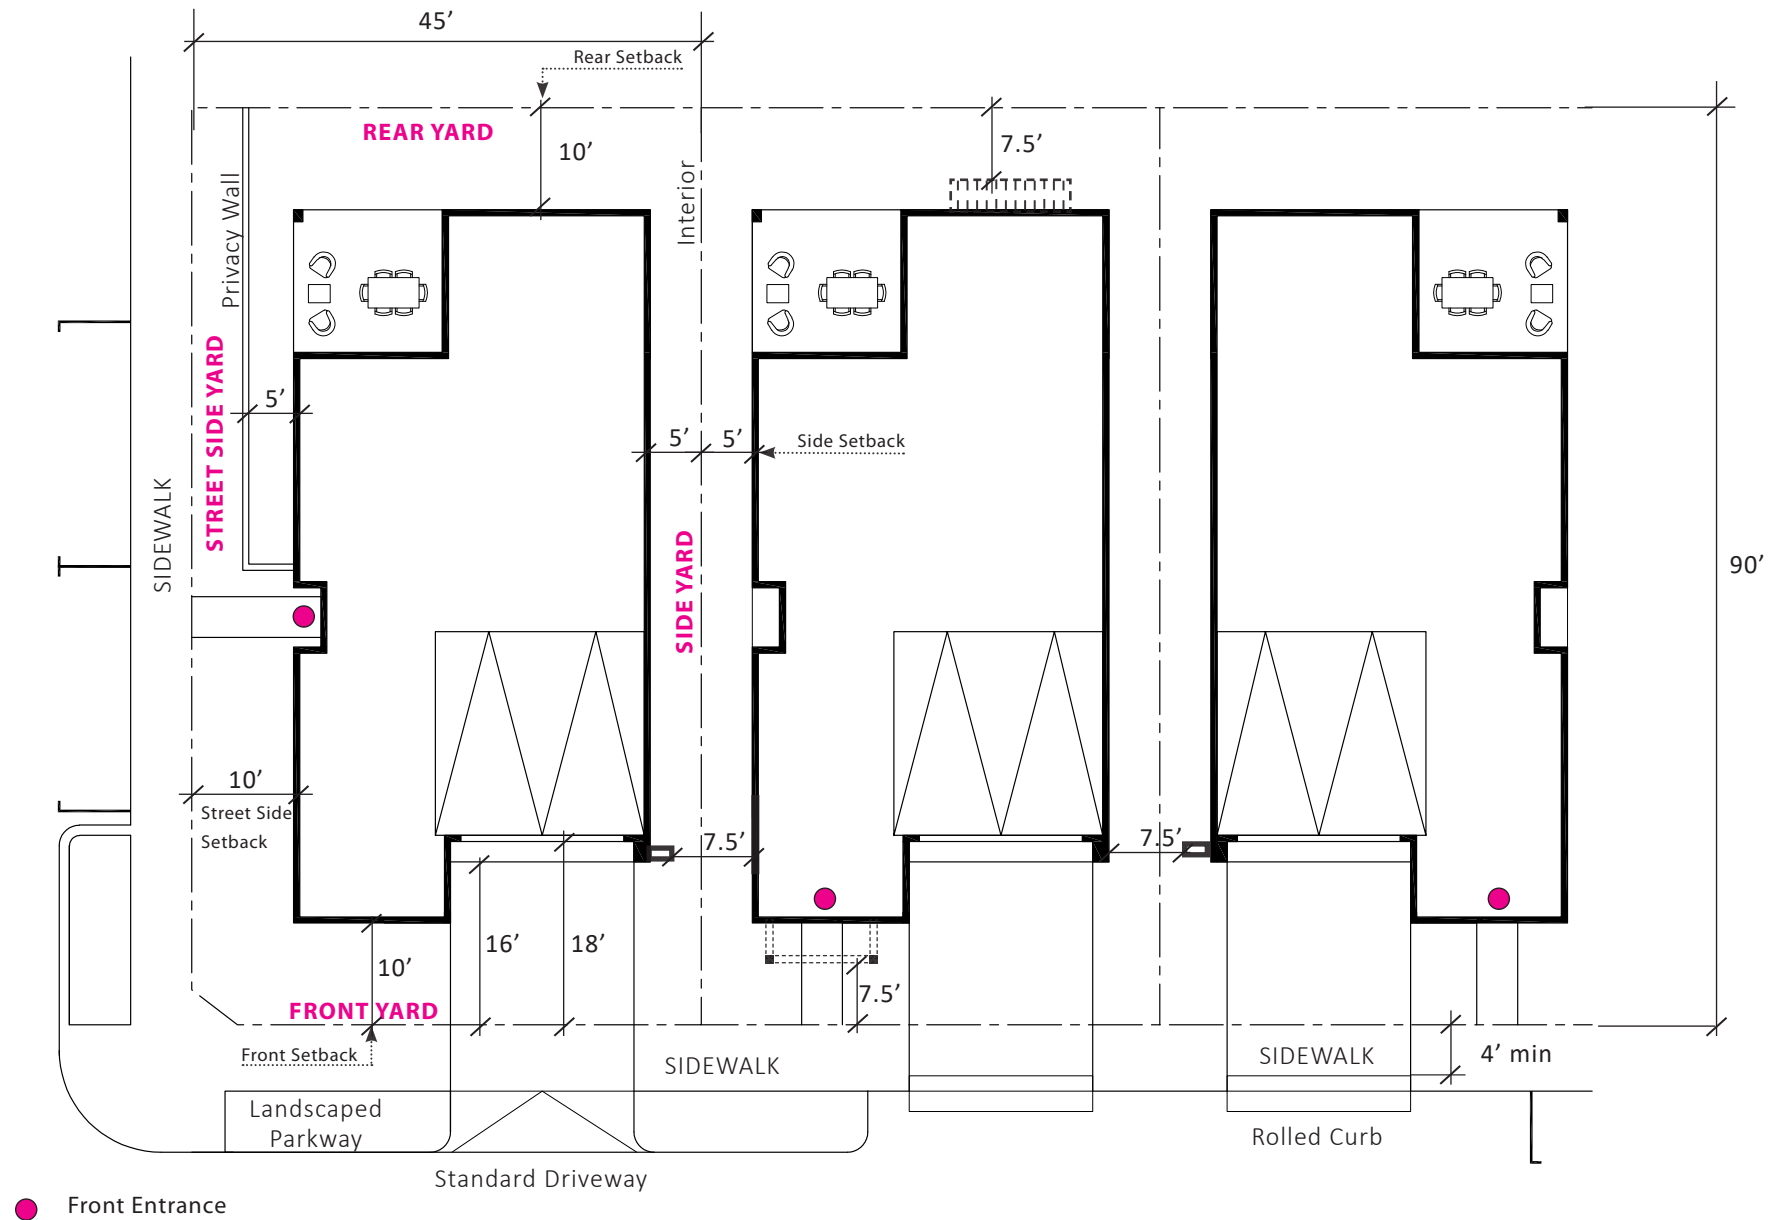 45’
Rear Setback
REAR YARD
10’
7.5’
Privacy Wall
Interior
STREET SIDE YARD
5’
5’
5’
Side Setback
SIDEWALK
SIDE YARD
90’
10’
Street Side
Setback
7.5’
7.5’
16’
18’
10’
7.5’
FRONT YARD
Front Setback
SIDEWALK
SIDEWALK
4’ min
Landscaped
Parkway
Rolled Curb
Standard Driveway
Front Entrance